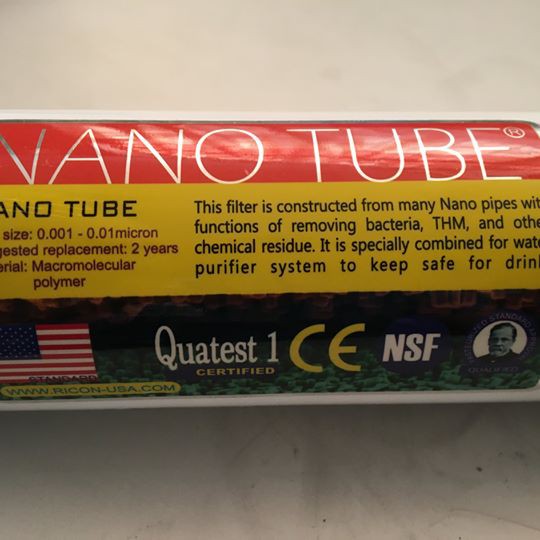 NANO TUBE®
ANO TUBE
size: 0.001 - 0.01micron
gested replacement: 2 years
erial: Macromolecular
polymer
This filter is constructed from many Nano pipes wit
functions of removing bacteria, THM, and othe
chemical residue. It is specially combined for wate
purifier system to keep safe for drink
STANDARD
WWW.RICON-USA.COM
Quatest 1
CERTIFIED
CE
NSF
QUALIFIED